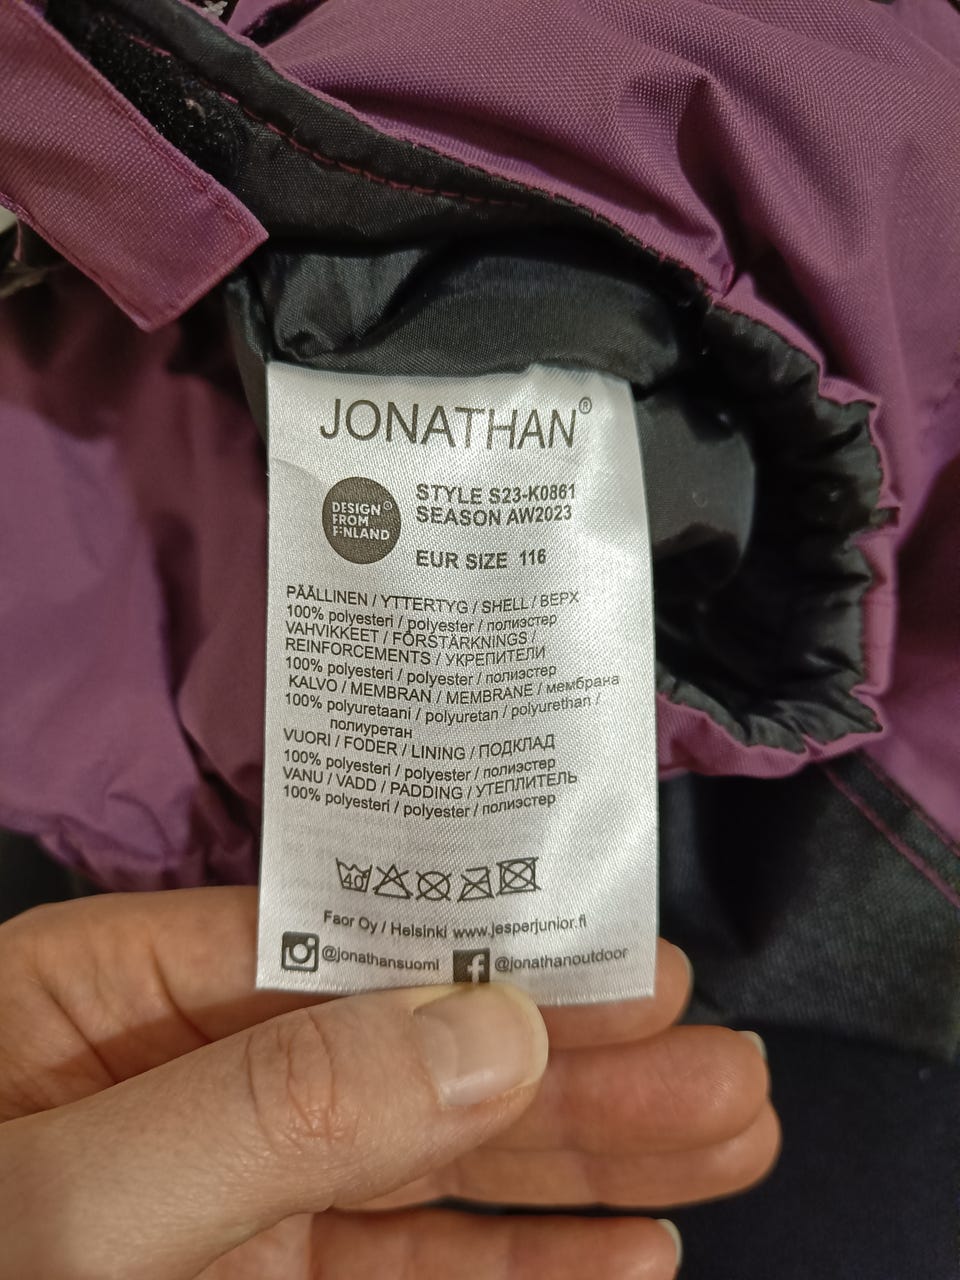 JONATHAN®
DESIGN®
FROM
FINLAND
STYLE S23-K0861
SEASON AW2023
EUR SIZE 116
PÄÄLLINEN / YTTERTYG / SHELL / ВЕРХ
100% polyesteri / polyester / полиэстер
VAHVIKKEET / FÖRSTÄRKNINGS /
REINFORCEMENTS / УКРЕПИТЕЛИ
100% polyesteri / polyester / полиэстер
KALVO / MEMBRAN / MEMBRANE / мембрана
100% polyuretaani / polyuretan / polyurethan /
полиуретан
VUORI / FODER / LINING / ПОДКЛАД
100% polyesteri / polyester / полиэстер
VANU / VADD / PADDING / УТЕПЛИТЕЛЬ
100% polyesteri / polyester / полиэстер
40
Faor Oy / Helsinki www.jesperjunior.fi
@jonathansuomi @jonathanoutdoor